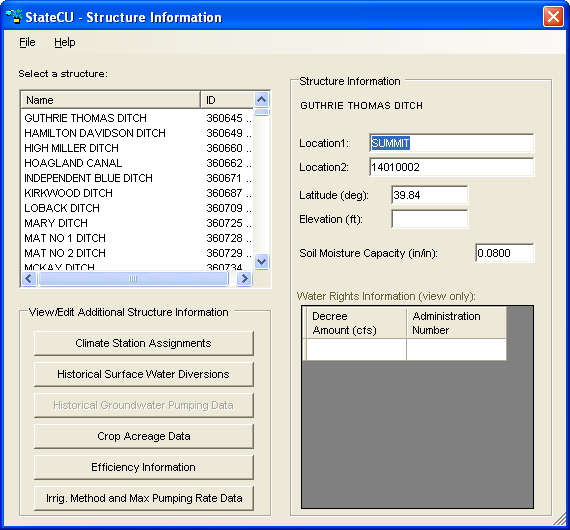 StateCU - Structure Information
File Help
Select a structure:
Name ID
GUTHRIE THOMAS DITCH 360645 ..
HAMILTON DAVIDSON DITCH 360649 ..
HIGH MILLER DITCH 360660 ..
HOAGLAND CANAL 360662 ..
INDEPENDENT BLUE DITCH 360671 ..
KIRKWOOD DITCH 360687 ..
LOBACK DITCH 360709 ..
MARY DITCH 360725 ..
MAT NO 1 DITCH 360728 ..
MAT NO 2 DITCH 360729 ..
MCKAY DITCH 360734
View/Edit Additional Structure Information
Climate Station Assignments
Historical Surface Water Diversions
Historical Groundwater Pumping Data
Crop Acreage Data
Efficiency Information
Irrig. Method and Max Pumping Rate Data
Structure Information
GUTHRIE THOMAS DITCH
Location1: SUMMIT
Location2: 14010002
Latitude (deg): 39.84
Elevation (ft):
Soil Moisture Capacity (in/in): 0.0800
Water Rights Information (view only):
Decree Administration
Amount (cfs) Number